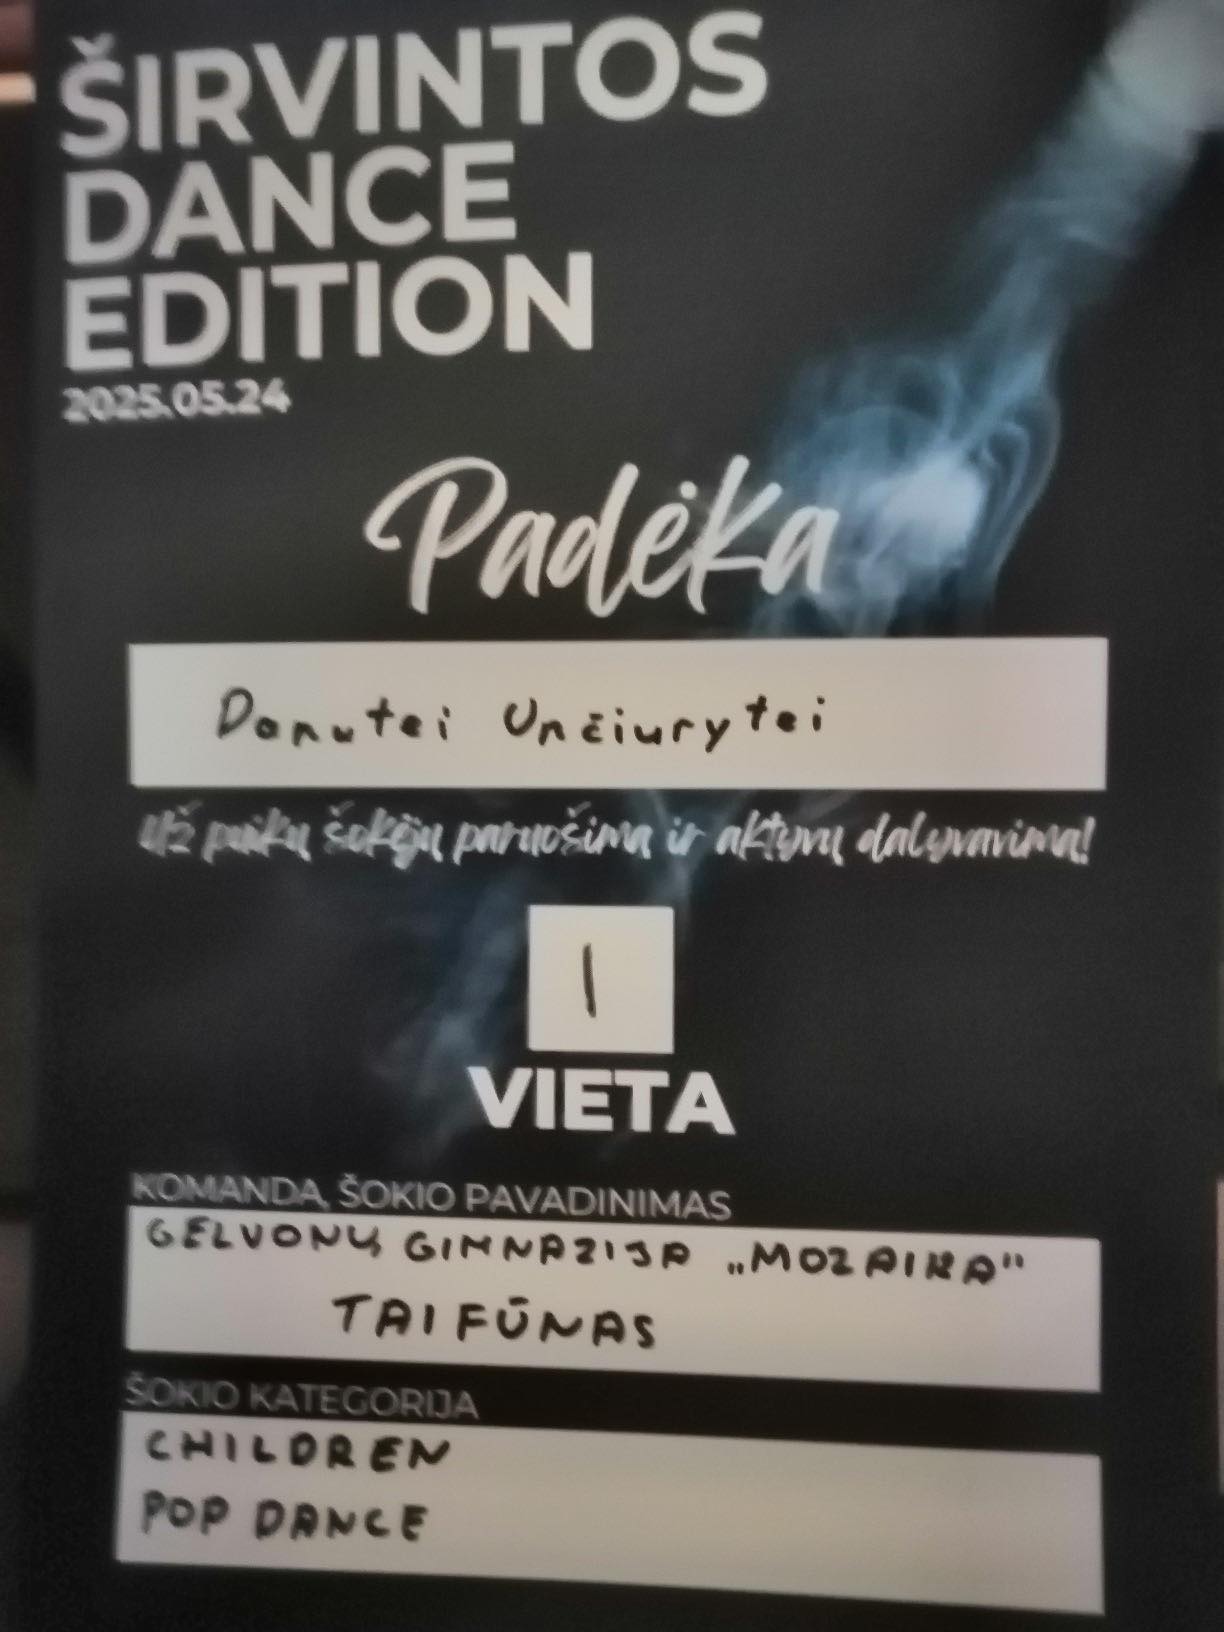 ŠIRVINTOS
DANCE
EDITION
2025.05.24
Padėka
Danutei Unčiurytei
Už puikų šokėjų paruošimą ir aktyvų dalyvavimą!
1
VIETA
KOMANDA, ŠOKIO PAVADINIMAS
GELVONŲ GIMNAZIJA „MOZAIKA"
TAIFŪNAS
ŠOKIO KATEGORIJA
CHILDREN
POP DANCE